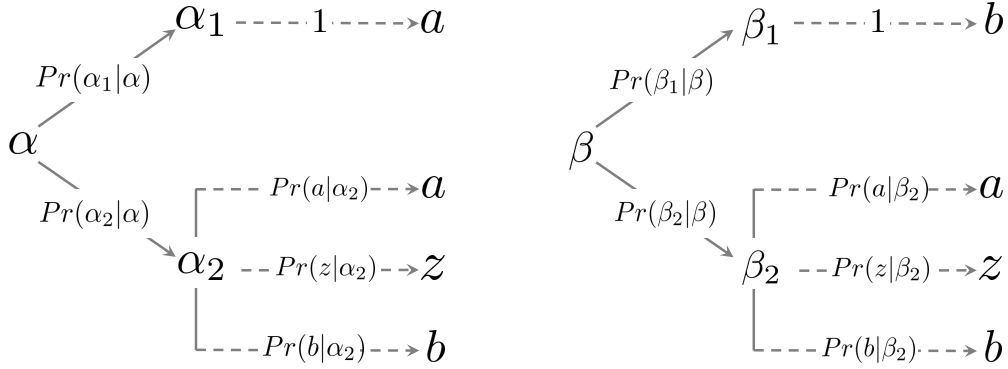 α₁ 1 a β₁ 1 b
Pr(α₁|α) Pr(β₁|β)
α β
Pr(a|α₂) a Pr(a|β₂) a
Pr(α₂|α) Pr(β₂|β)
α₂ Pr(z|α₂) z β₂ Pr(z|β₂) z
Pr(b|α₂) b Pr(b|β₂) b